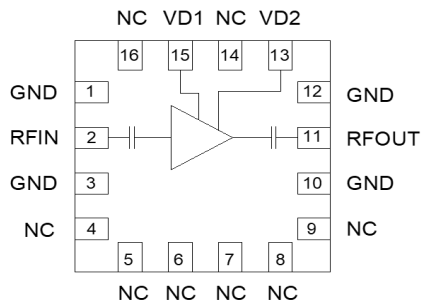 NC VD1 NC VD2
16 15 14 13
GND 1 12 GND
RFIN 2 11 RFOUT
GND 3 10 GND
NC 4 9 NC
5 6 7 8
NC NC NC NC